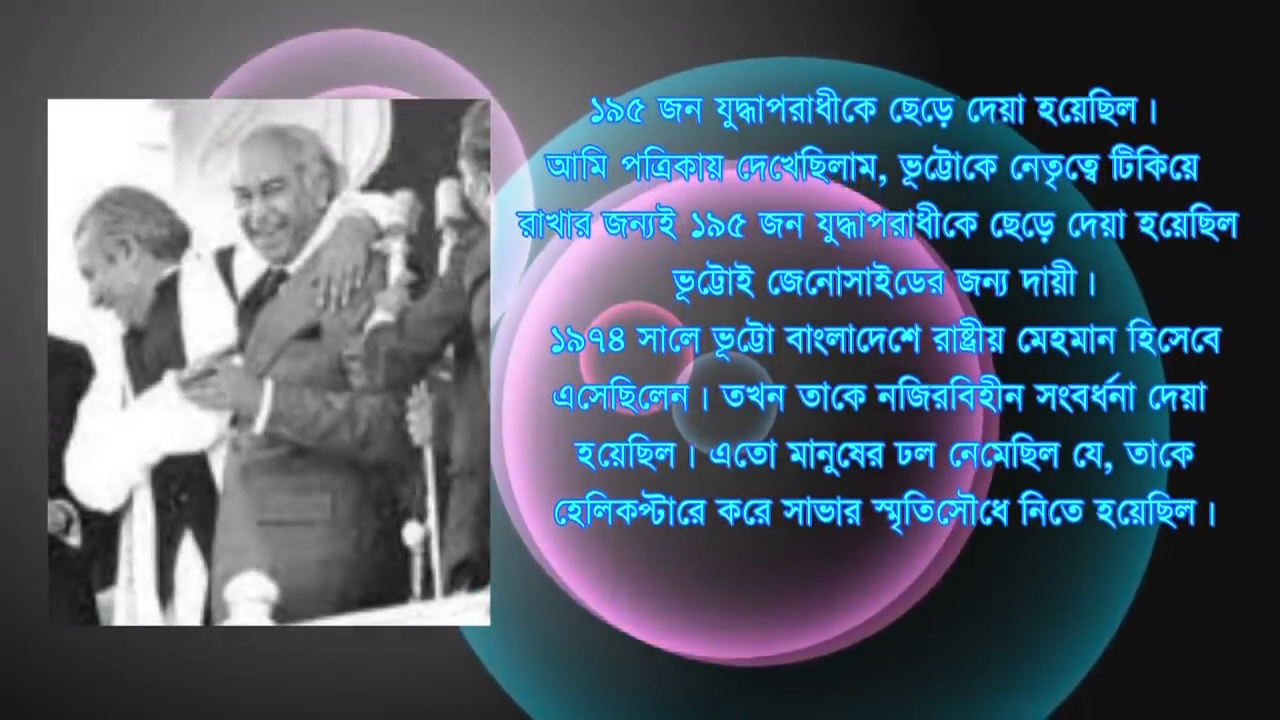 ১৯৫ জন যুদ্ধাপরাধীকে ছেড়ে দেয়া হয়েছিল।
আমি পত্রিকায় দেখেছিলাম, ভূট্টোকে নেতৃত্বে টিকিয়ে
রাখার জন্যই ১৯৫ জন যুদ্ধাপরাধীকে ছেড়ে দেয়া হয়েছিল
ভূট্টোই জেনোসাইডের জন্য দায়ী।
১৯৭৪ সালে ভূট্টো বাংলাদেশে রাষ্ট্রীয় মেহমান হিসেবে
এসেছিলেন। তখন তাকে নজিরবিহীন সংবর্ধনা দেয়া
হয়েছিল। এতো মানুষের ঢল নেমেছিল যে, তাকে
হেলিকপ্টারে করে সাভার স্মৃতিসৌধে নিতে হয়েছিল।